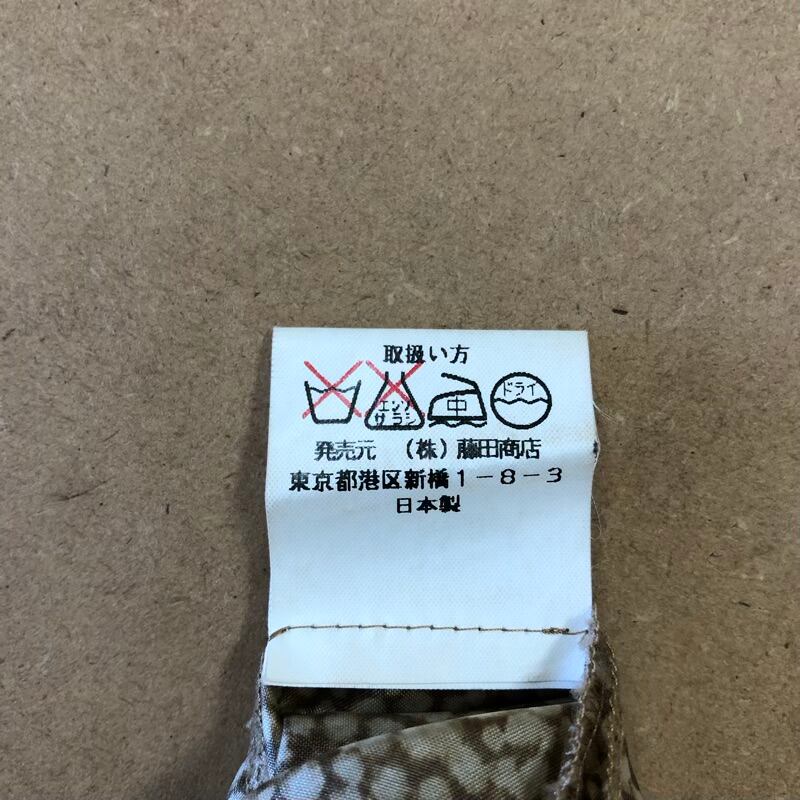 取扱い方
エンソ サラシ 中 ドライ
発売元 (株)藤田商店
東京都港区新橋1-8-3
日本製